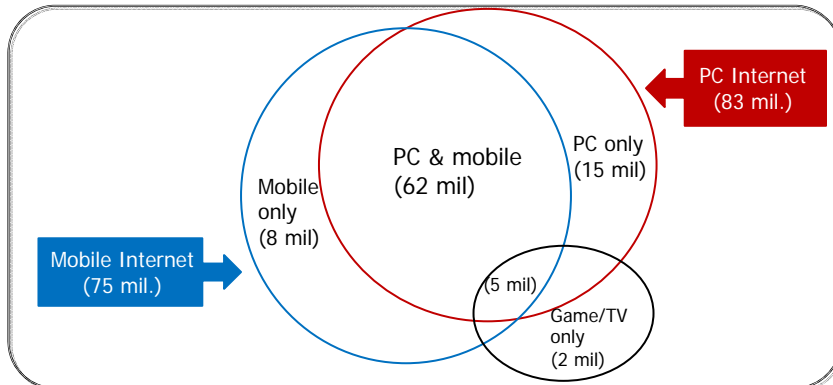 PC Internet
(83 mil.)
PC & mobile
(62 mil)
PC only
(15 mil)
Mobile
only
(8 mil)
Mobile Internet
(75 mil.)
(5 mil)
Game/TV
only
(2 mil)